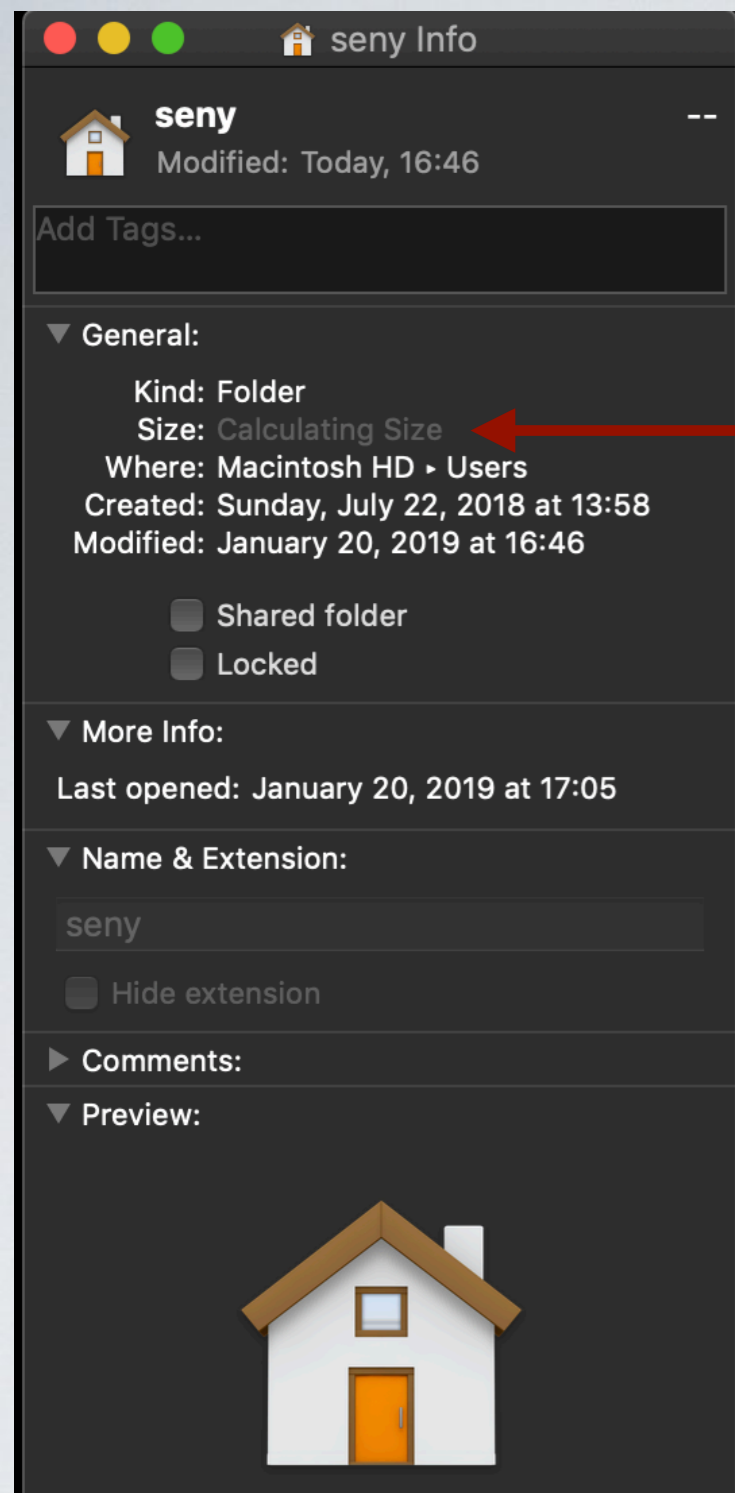 seny Info
seny --
Modified: Today, 16:46
Add Tags...
General:
Kind: Folder
Size: Calculating Size
Where: Macintosh HD ▸ Users
Created: Sunday, July 22, 2018 at 13:58
Modified: January 20, 2019 at 16:46
Shared folder
Locked
More Info:
Last opened: January 20, 2019 at 17:05
Name & Extension:
seny
Hide extension
Comments:
Preview: